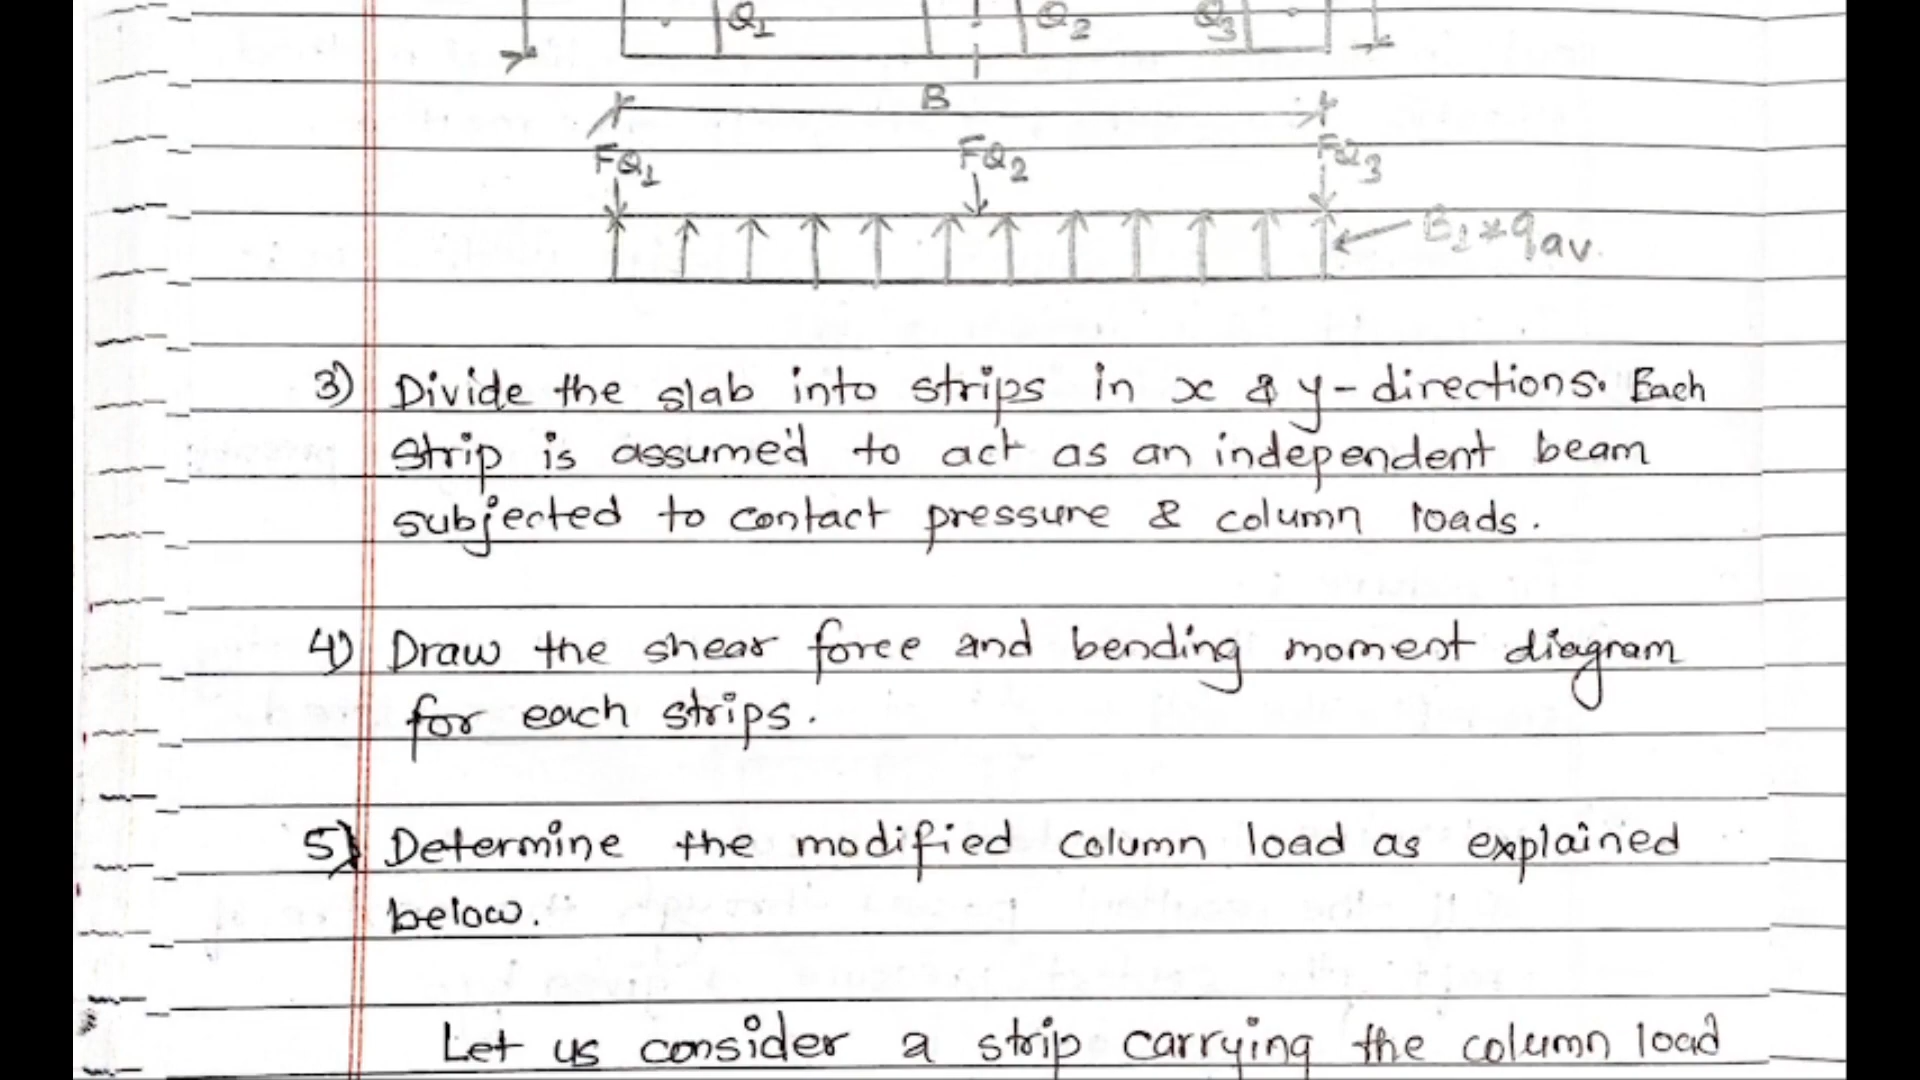 Q1 Q2 Q3
B
FQ1 FQ2 FQ3
B1*qav.
3) Divide the slab into strips in x & y-directions. Each
strip is assumed to act as an independent beam
subjected to contact pressure & column loads.
4) Draw the shear force and bending moment diagram
for each strips.
5) Determine the modified column load as explained
below.
Let us consider a strip carrying the column load